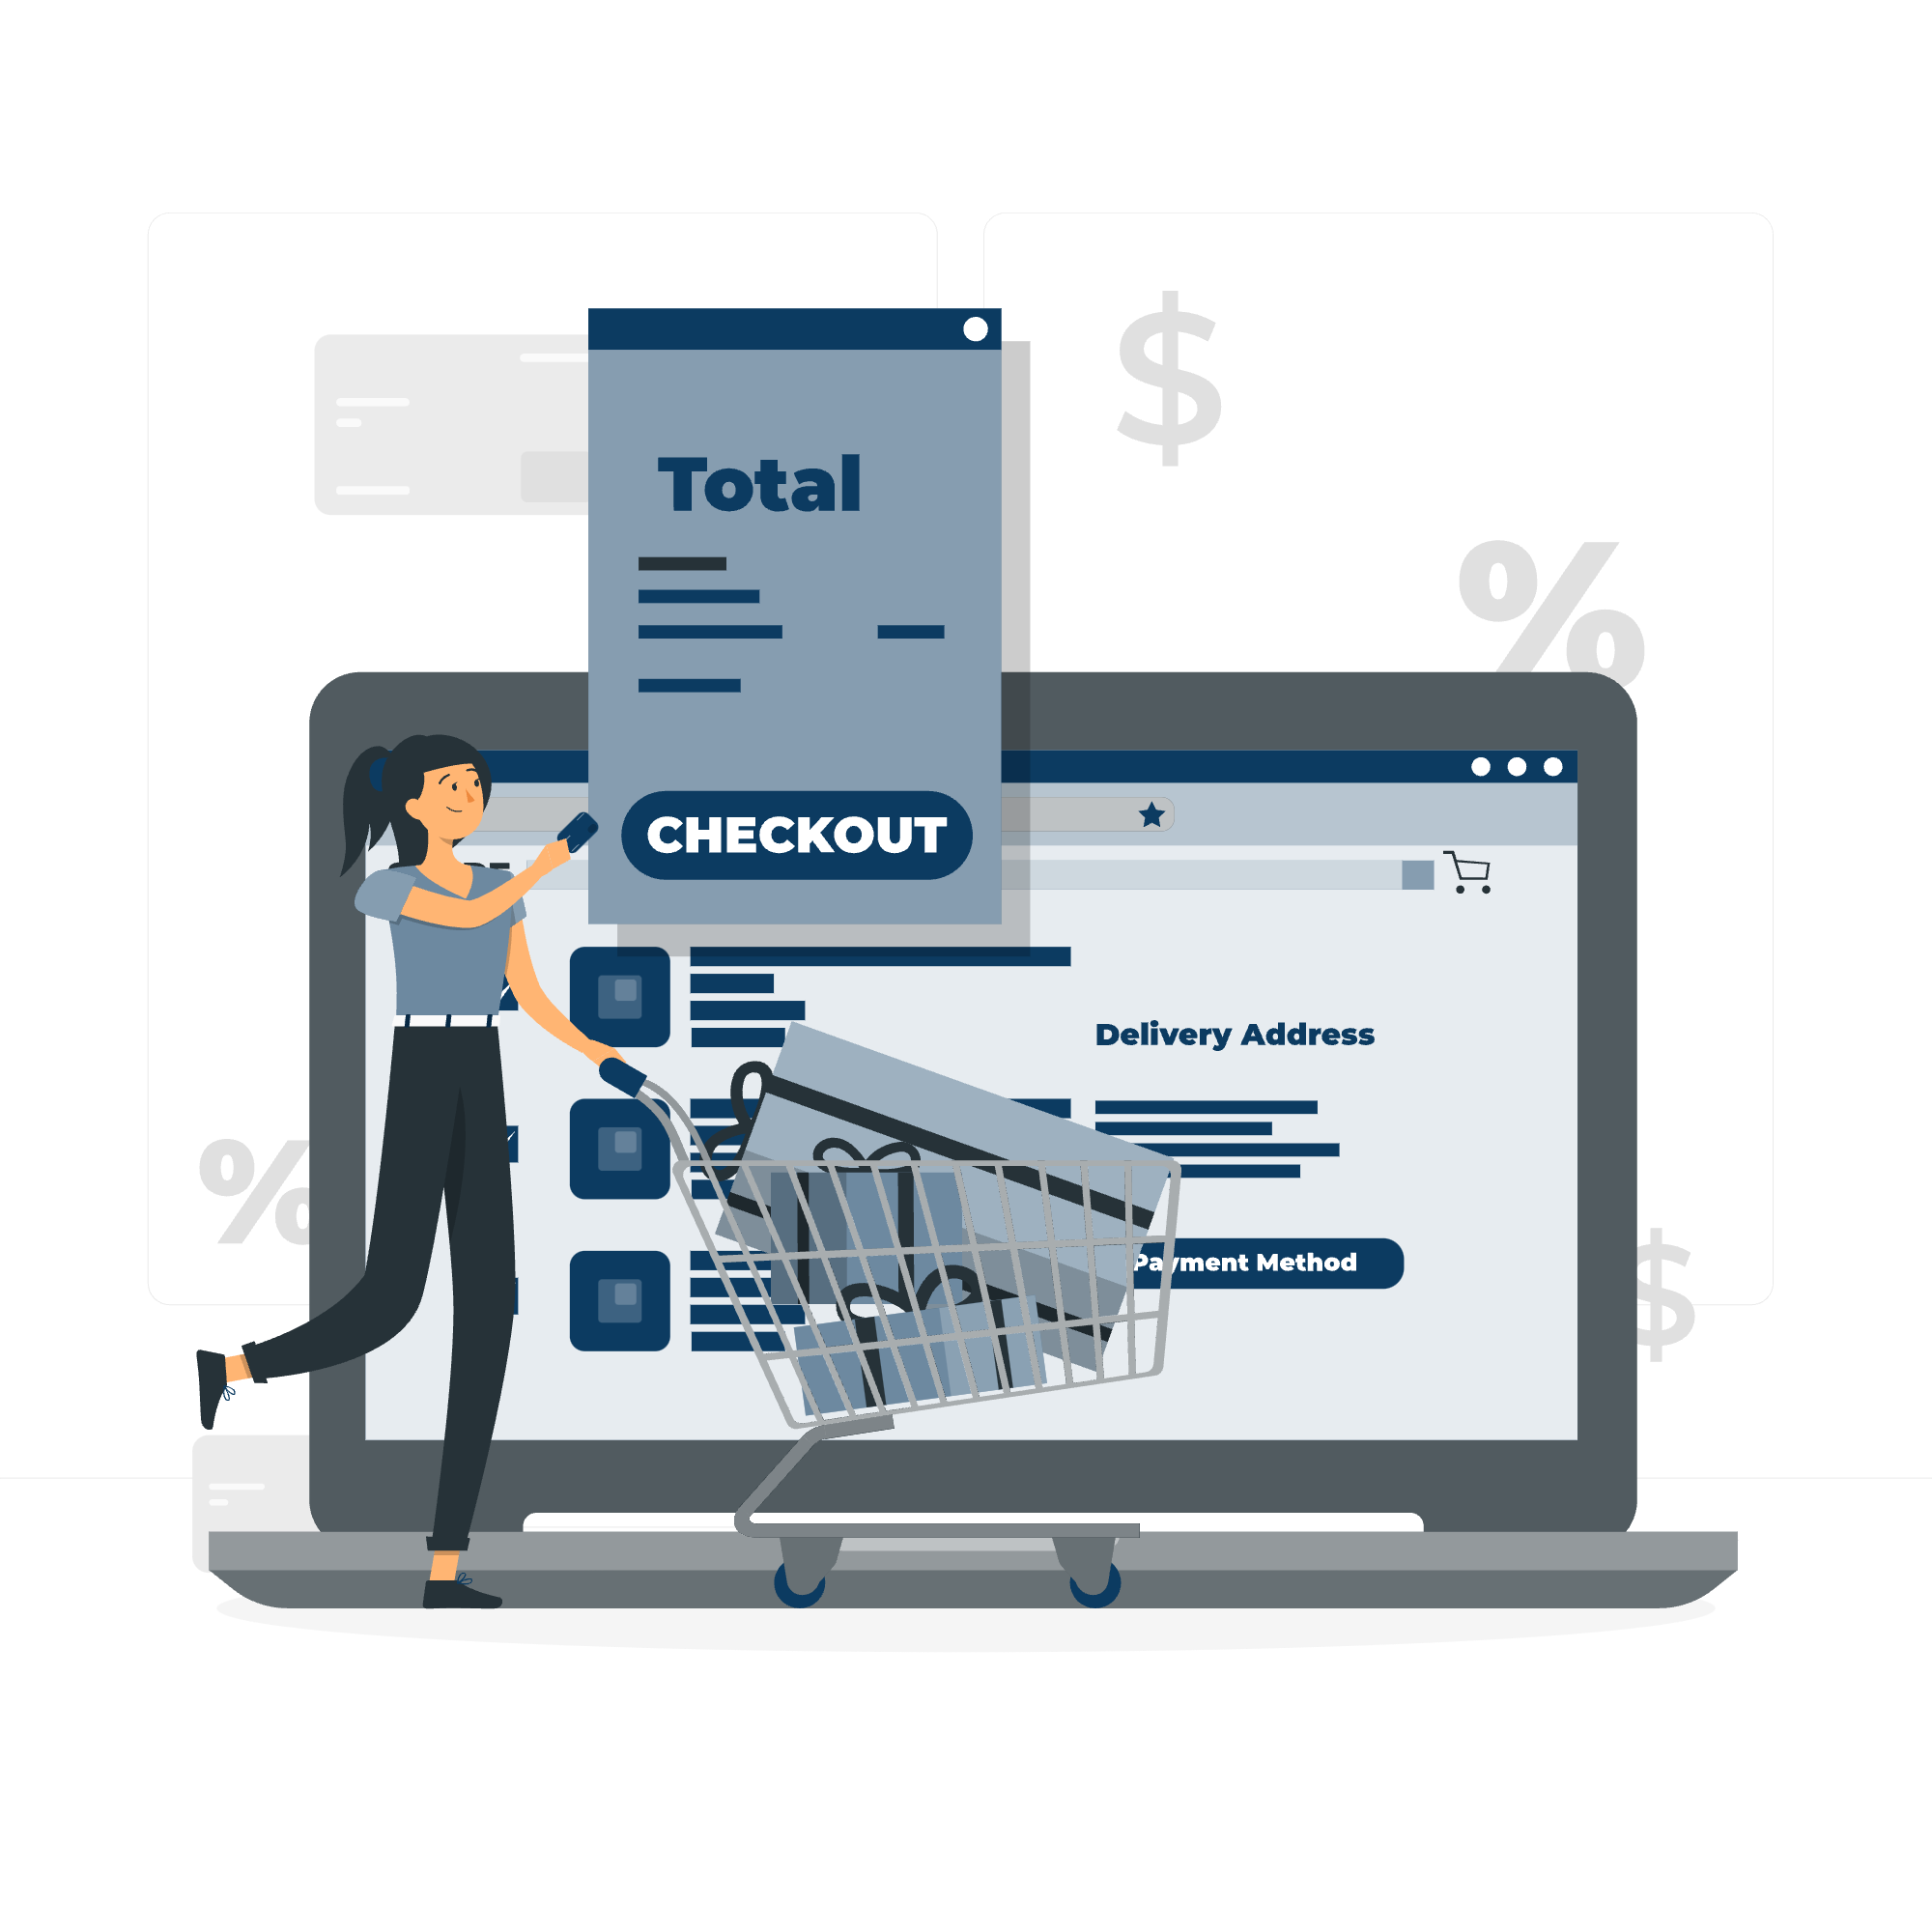 $
%
Total
CHECKOUT
Delivery Address
%
Payment Method
$